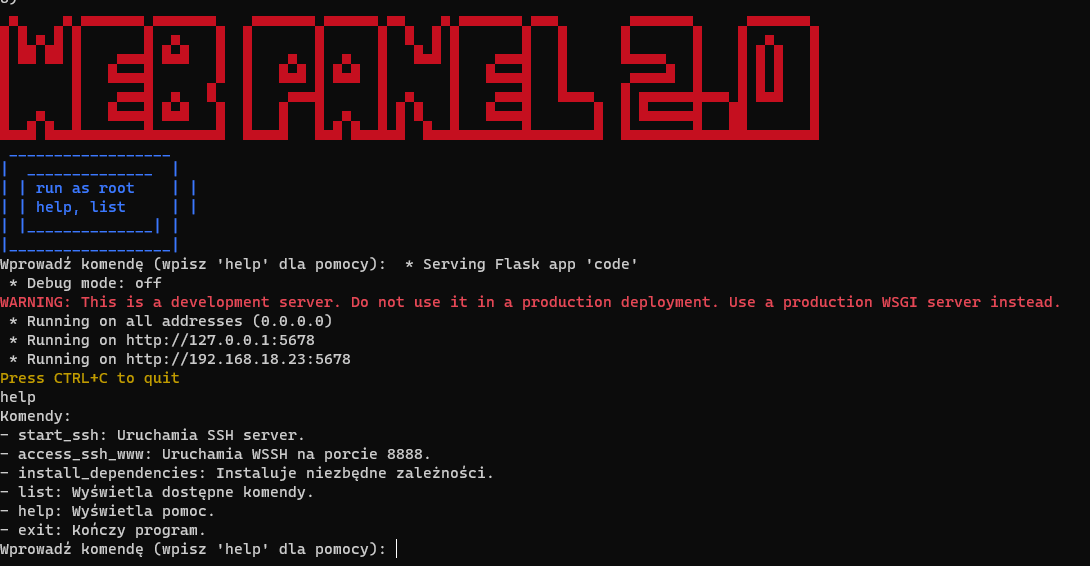 WEBPANEL 2.0
run as root
help, list
Wprowadź komendę (wpisz 'help' dla pomocy):  * Serving Flask app 'code'
 * Debug mode: off
WARNING: This is a development server. Do not use it in a production deployment. Use a production WSGI server instead.
 * Running on all addresses (0.0.0.0)
 * Running on http://127.0.0.1:5678
 * Running on http://192.168.18.23:5678
Press CTRL+C to quit
help
Komendy:
- start_ssh: Uruchamia SSH server.
- access_ssh_www: Uruchamia WSSH na porcie 8888.
- install_dependencies: Instaluje niezbędne zależności.
- list: Wyświetla dostępne komendy.
- help: Wyświetla pomoc.
- exit: Kończy program.
Wprowadź komendę (wpisz 'help' dla pomocy):